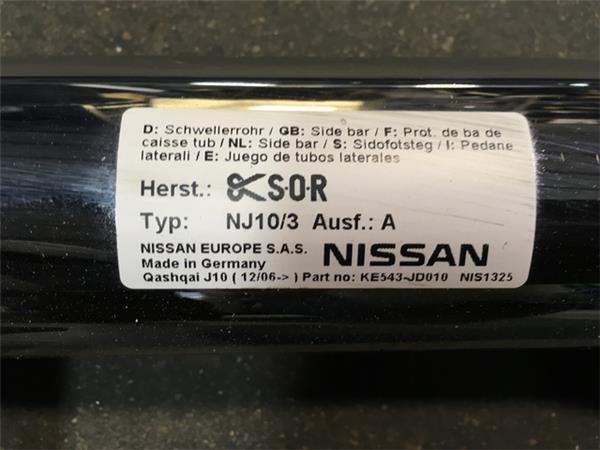 D: Schwellerrohr / GB: Side bar / F: Prot. de ba de
caisse tub / NL: Side bar / S: Sidofotsteg / I: Pedane
laterali / E: Juego de tubos laterales
Herst.: S·O·R
Typ: NJ10/3 Ausf.: A
NISSAN EUROPE S.A.S. NISSAN
Made in Germany
Qashqai J10 ( 12/06-> ) Part no: KE543-JD010 NIS1325